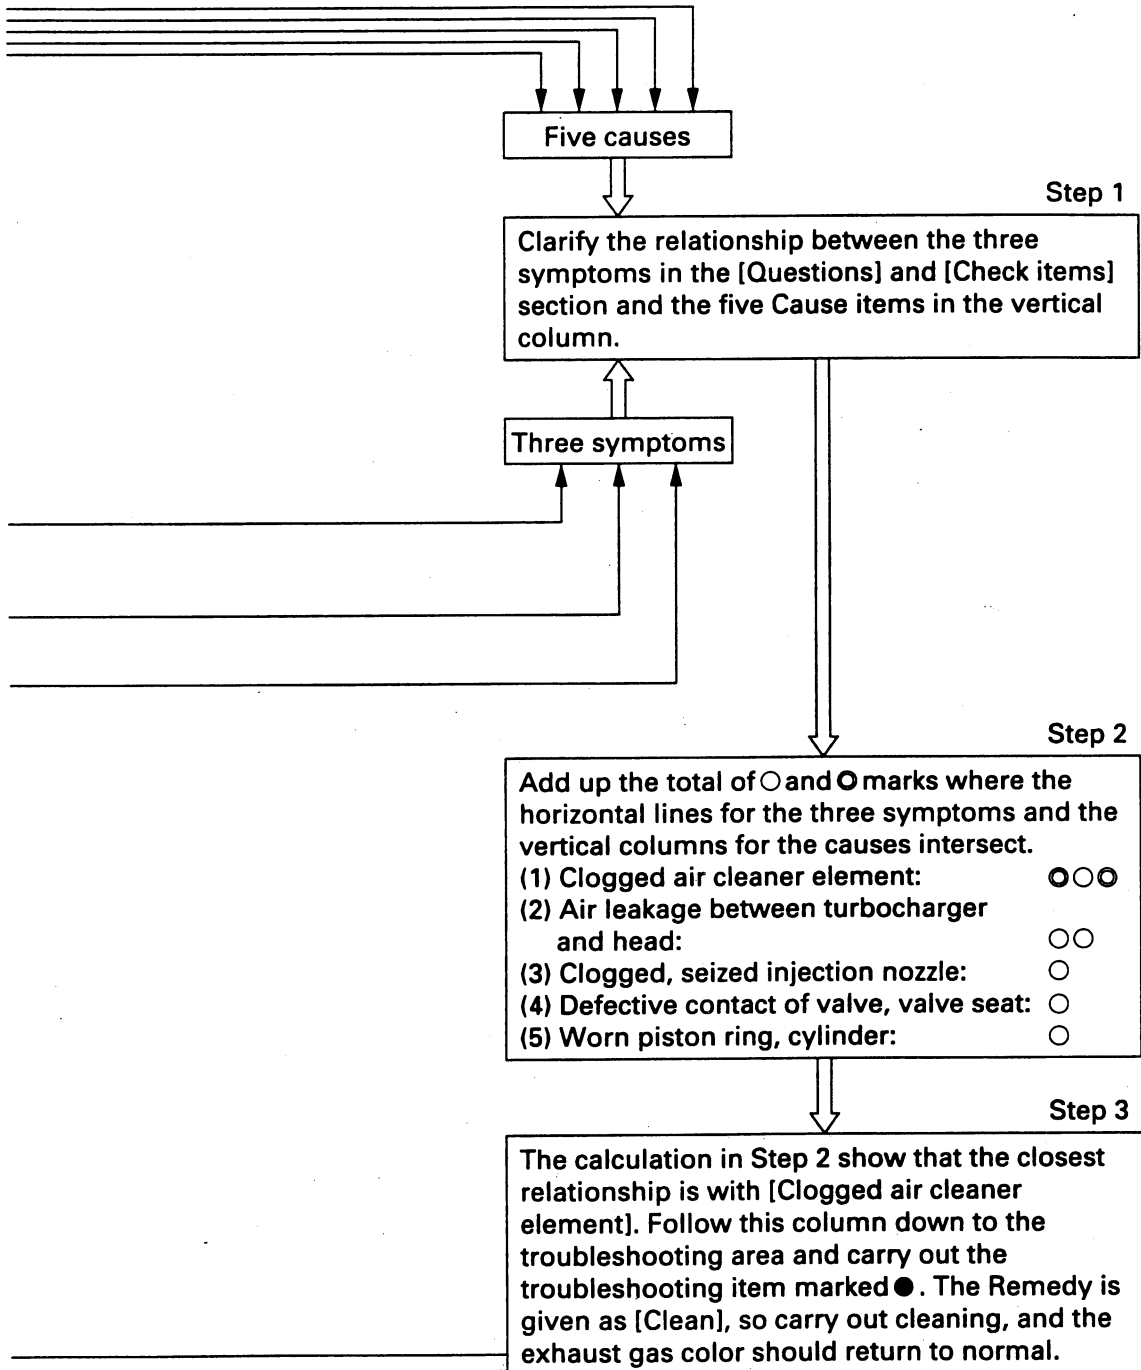 Five causes
Step 1
Clarify the relationship between the three
symptoms in the [Questions] and [Check items]
section and the five Cause items in the vertical
column.
Three symptoms
Step 2
Add up the total of ○ and ◎ marks where the
horizontal lines for the three symptoms and the
vertical columns for the causes intersect.
(1) Clogged air cleaner element: ◎○◎
(2) Air leakage between turbocharger
and head: ○○
(3) Clogged, seized injection nozzle: ○
(4) Defective contact of valve, valve seat: ○
(5) Worn piston ring, cylinder: ○
Step 3
The calculation in Step 2 show that the closest
relationship is with [Clogged air cleaner
element]. Follow this column down to the
troubleshooting area and carry out the
troubleshooting item marked ●. The Remedy is
given as [Clean], so carry out cleaning, and the
exhaust gas color should return to normal.